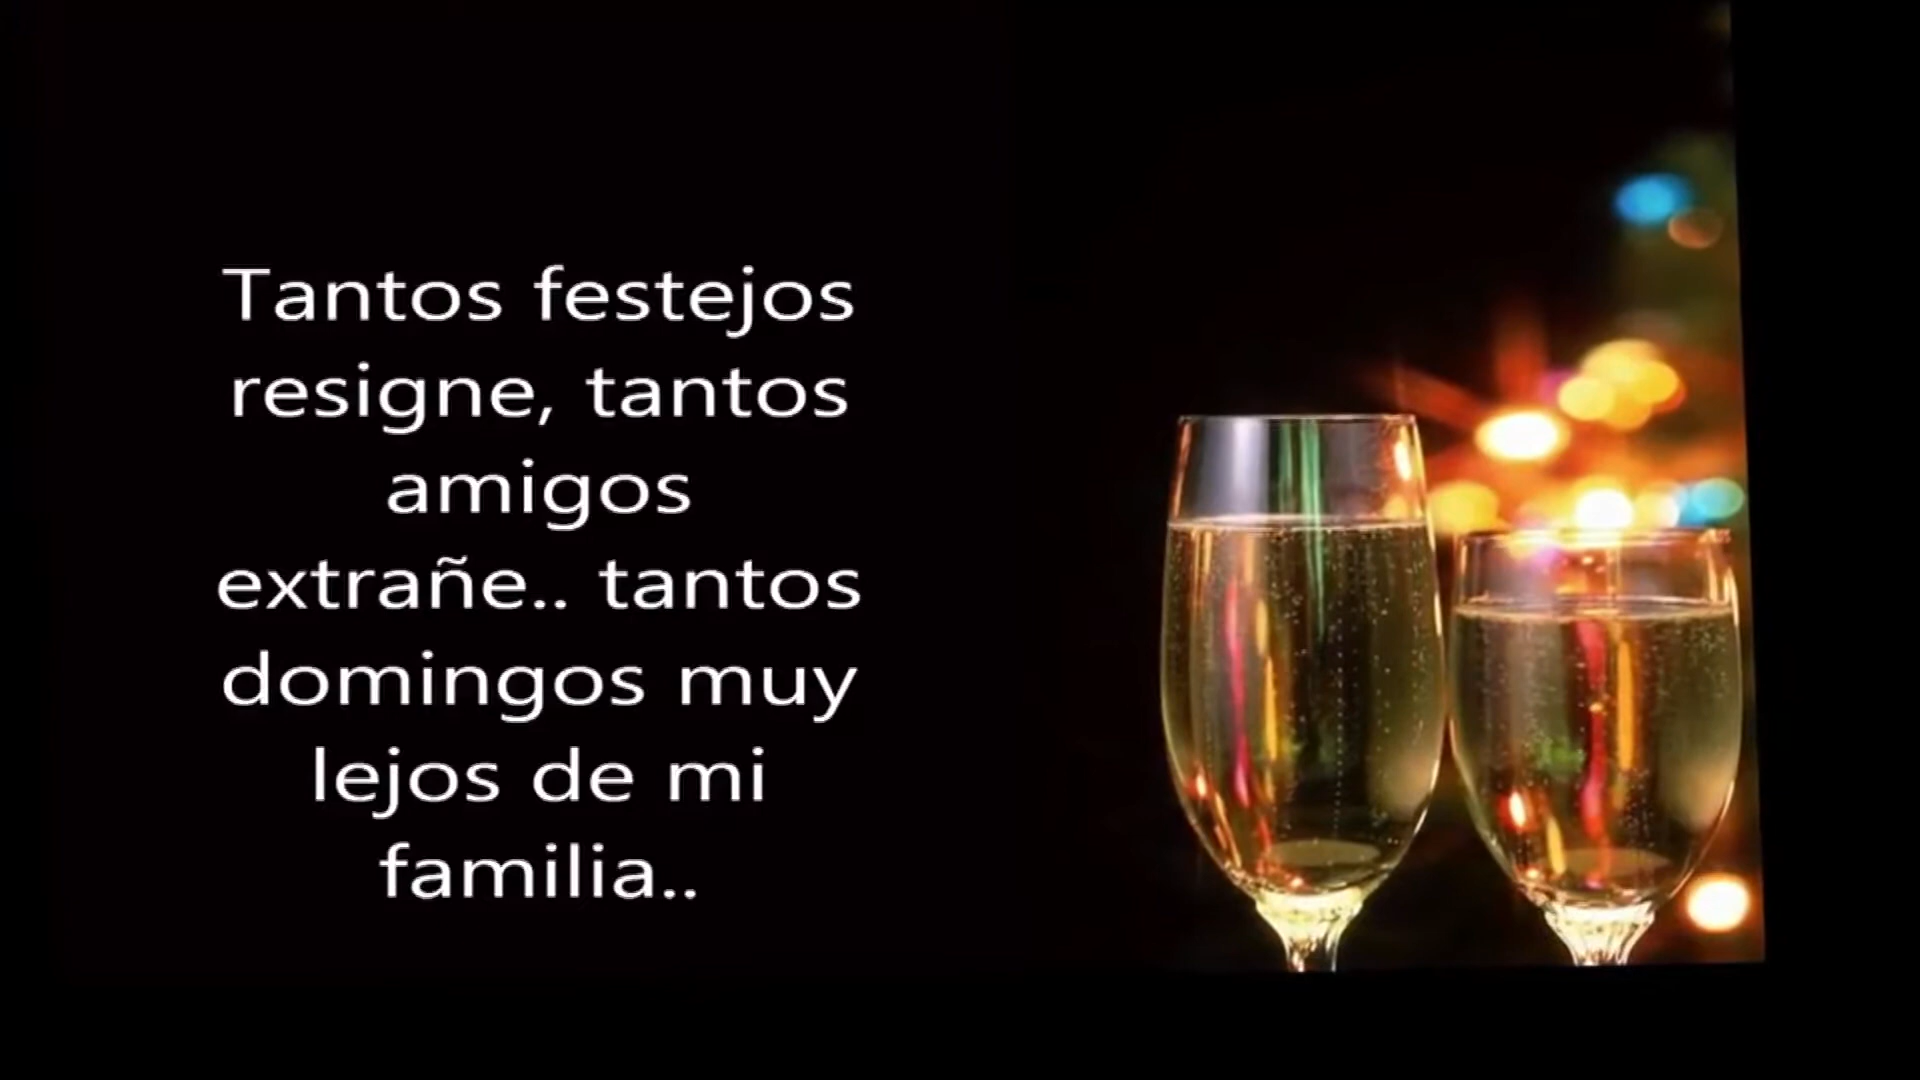 Tantos festejos
resigne, tantos
amigos
extrañe.. tantos
domingos muy
lejos de mi
familia..